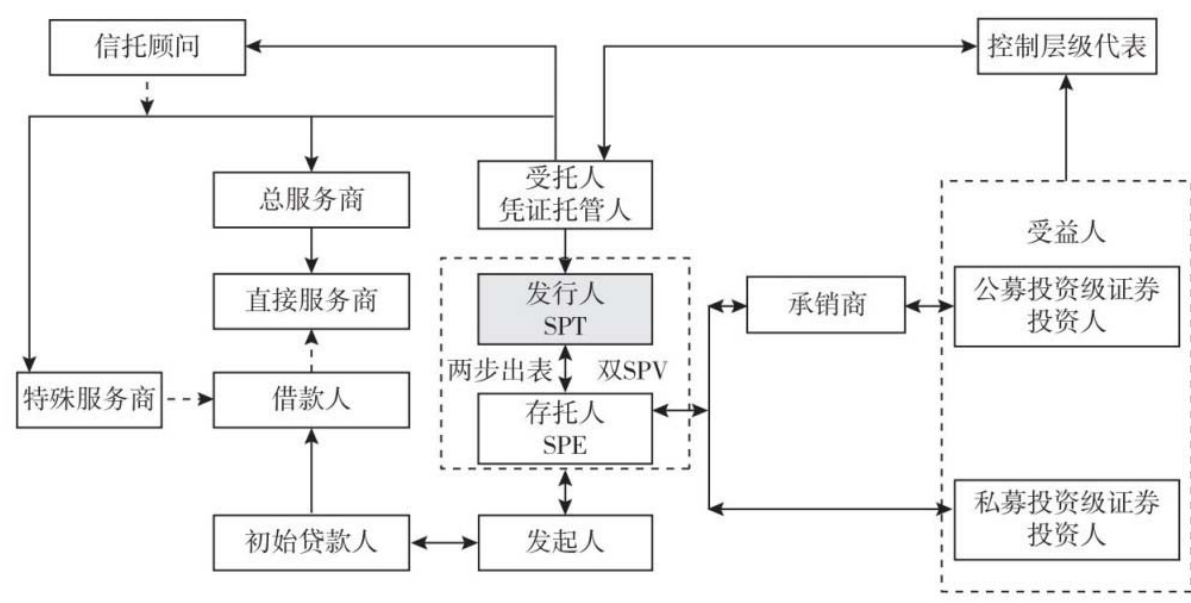 信托顾问
控制层级代表
受托人
凭证托管人
总服务商
受益人
直接服务商
发行人
SPT
承销商
公募投资级证券
投资人
两步出表
双SPV
特殊服务商
借款人
存托人
SPE
私募投资级证券
投资人
初始贷款人
发起人